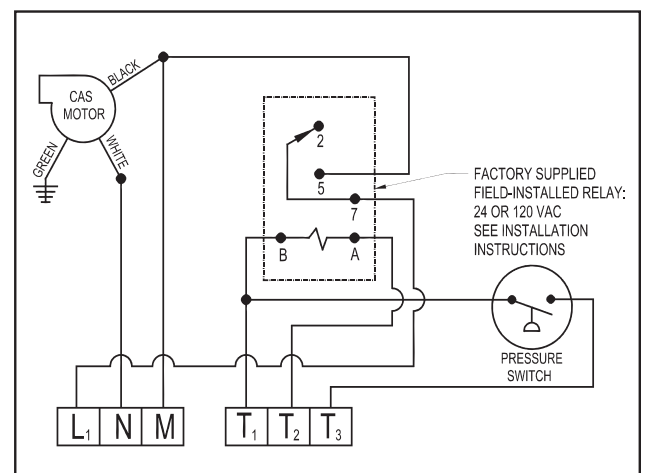 BLACK
CAS
MOTOR
GREEN
WHITE
2
5
7
B
A
FACTORY SUPPLIED
FIELD-INSTALLED RELAY:
24 OR 120 VAC
SEE INSTALLATION
INSTRUCTIONS
PRESSURE
SWITCH
L1 N M
T1 T2 T3